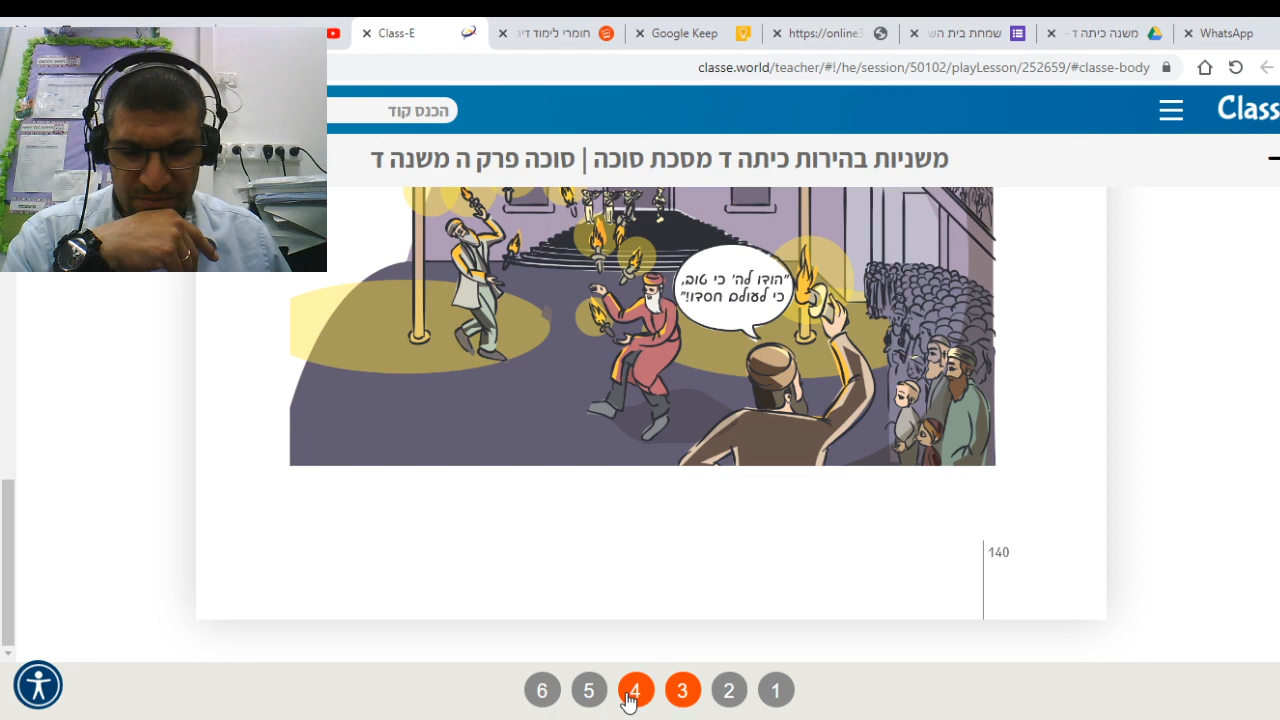 WhatsApp
משנה כיתה ד -
שמחת בית הש
https://online
Google Keep
חומרי לימוד דיג
Class-E
classe.world/teacher/#!/he/session/50102/playLesson/252659/#classe-body
Class
הכנס קוד
משניות בהירות כיתה ד מסכת סוכה | סוכה פרק ה משנה ד
"הודו לה' כי טוב,
כי לעולם חסדו!"
140
1 2 3 4 5 6